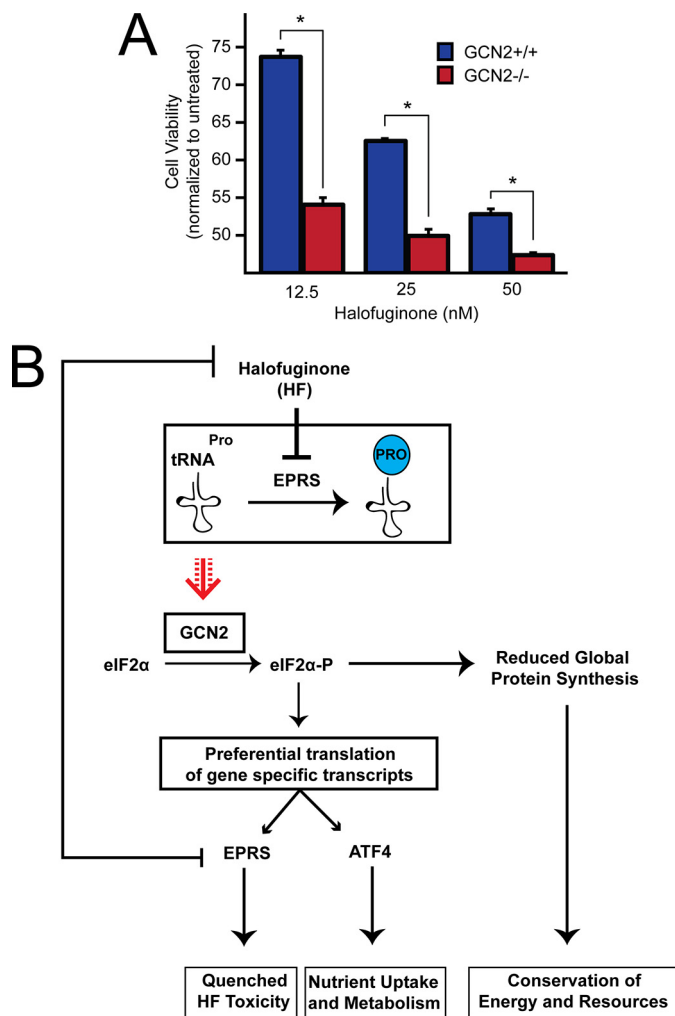 A
Cell Viability
(normalized to untreated)
75
75
65
60
55
50
*
*
*
GCN2+/+
GCN2-/-
12.5
25
50
Halofuginone (nM)
B
Halofuginone
(HF)
Pro
tRNA
EPRS
PRO
GCN2
eIF2α
eIF2α-P
Reduced Global
Protein Synthesis
Preferential translation
of gene specific transcripts
EPRS
ATF4
Quenched
HF Toxicity
Nutrient Uptake
and Metabolism
Conservation of
Energy and Resources